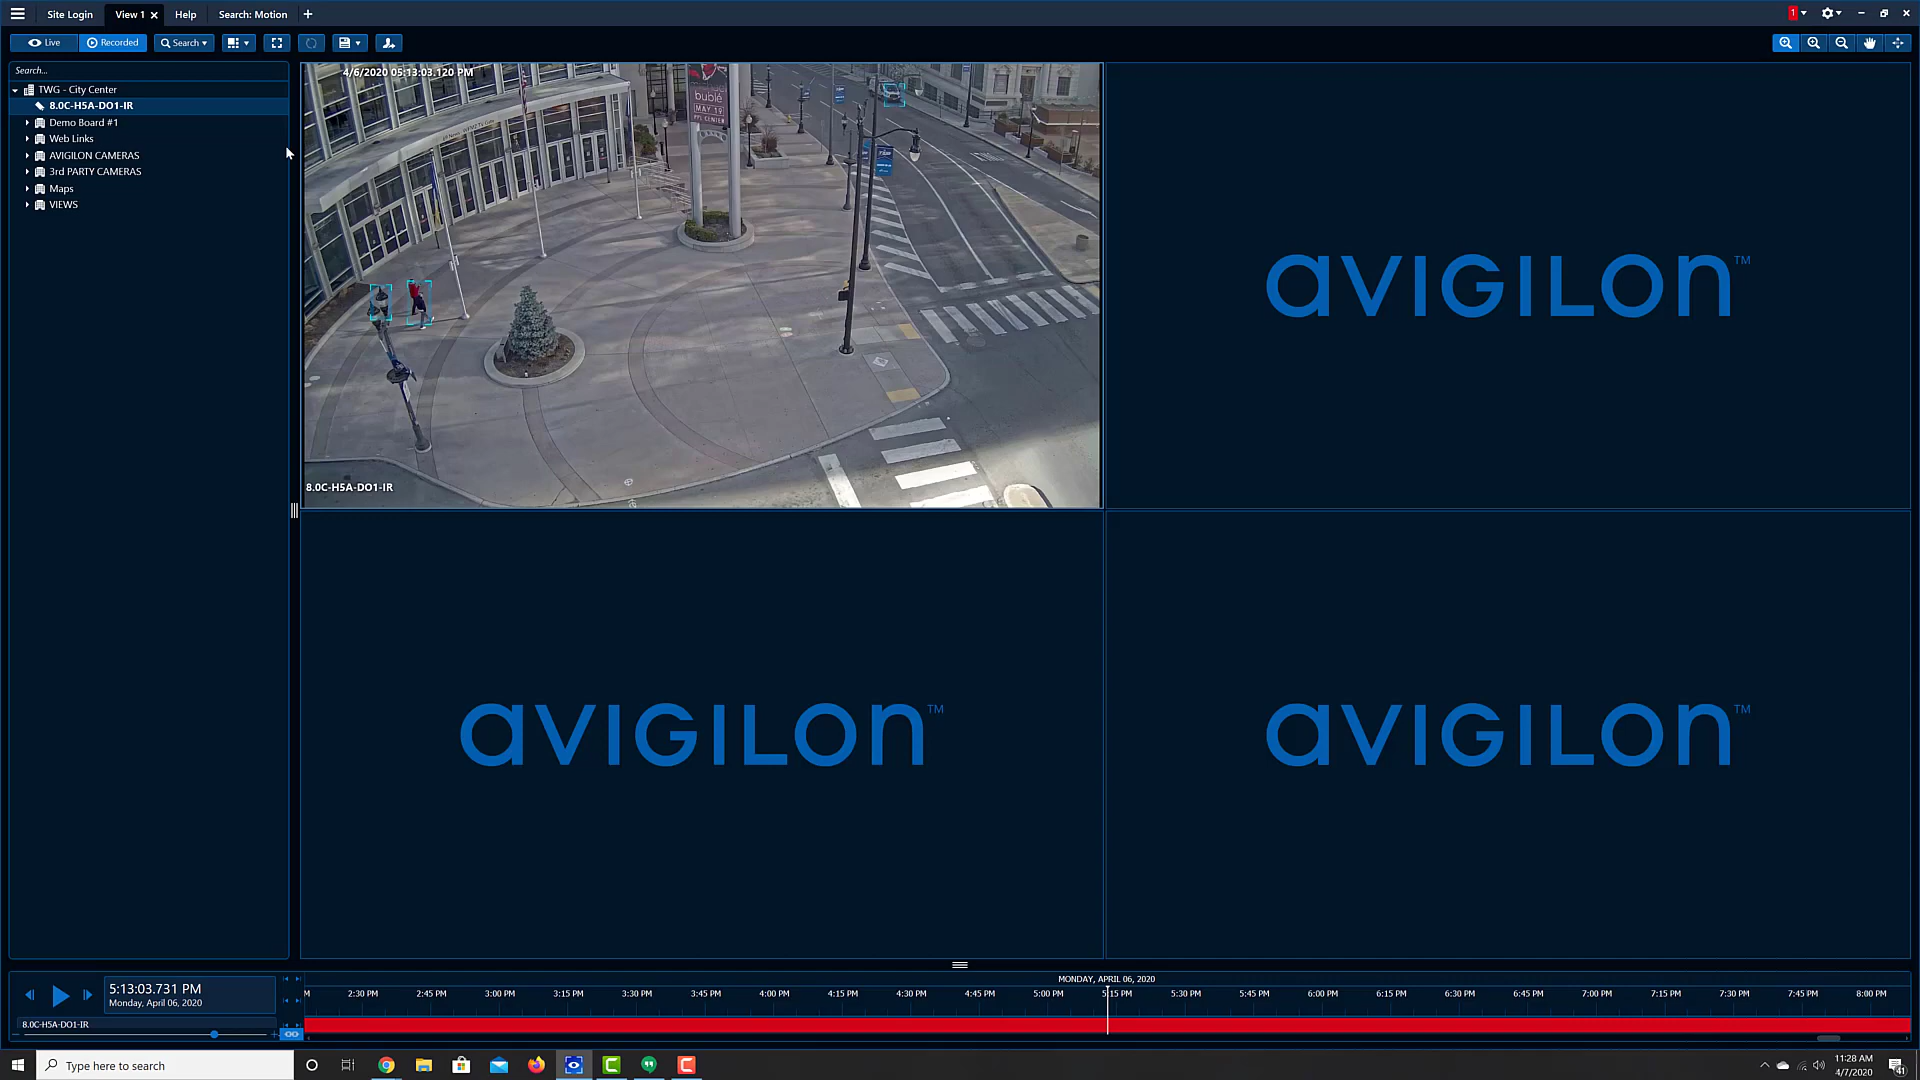 Site Login
View 1
Help
Search: Motion
1
Live
Recorded
Search
Search...
TWG - City Center
8.0C-H5A-DO1-IR
Demo Board #1
Web Links
AVIGILON CAMERAS
3rd PARTY CAMERAS
Maps
VIEWS
4/6/2020 05:13:03.120 PM
bublé
MAY 19
PPL CENTER
8.0C-H5A-DO1-IR
avigilon™
avigilon™
avigilon™
MONDAY, APRIL 06, 2020
5:13:03.731 PM
Monday, April 06, 2020
M 2:30 PM 2:45 PM 3:00 PM 3:15 PM 3:30 PM 3:45 PM 4:00 PM 4:15 PM 4:30 PM 4:45 PM 5:00 PM 5:15 PM 5:30 PM 5:45 PM 6:00 PM 6:15 PM 6:30 PM 6:45 PM 7:00 PM 7:15 PM 7:30 PM 7:45 PM 8:00 PM
8.0C-H5A-DO1-IR
Type here to search
11:28 AM
4/7/2020
41